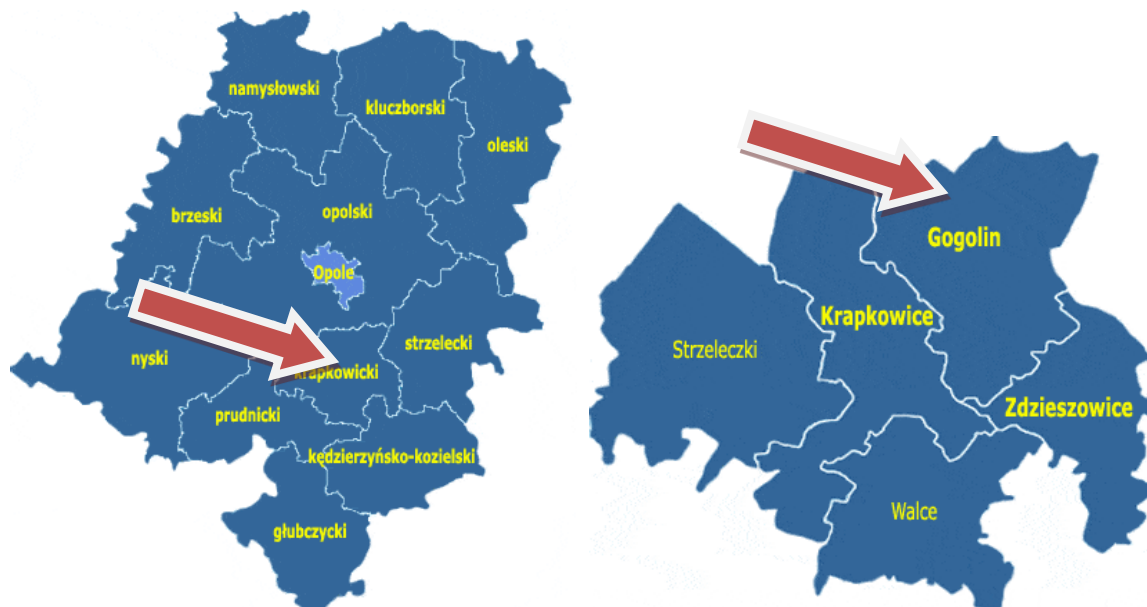 namysłowski
kluczborski
oleski
brzeski
opolski
Opole
nyski
strzelecki
krapkowicki
prudnicki
kędzierzyńsko-kozielski
głubczycki
Gogolin
Krapkowice
Strzeleczki
Zdzieszowice
Walce